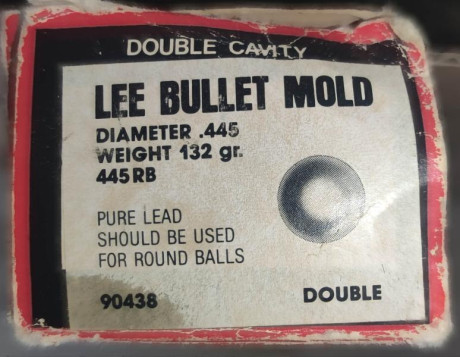 DOUBLE CAVITY
LEE BULLET MOLD
DIAMETER .445
WEIGHT 132 gr.
445RB
PURE LEAD
SHOULD BE USED
FOR ROUND BALLS
90438 DOUBLE